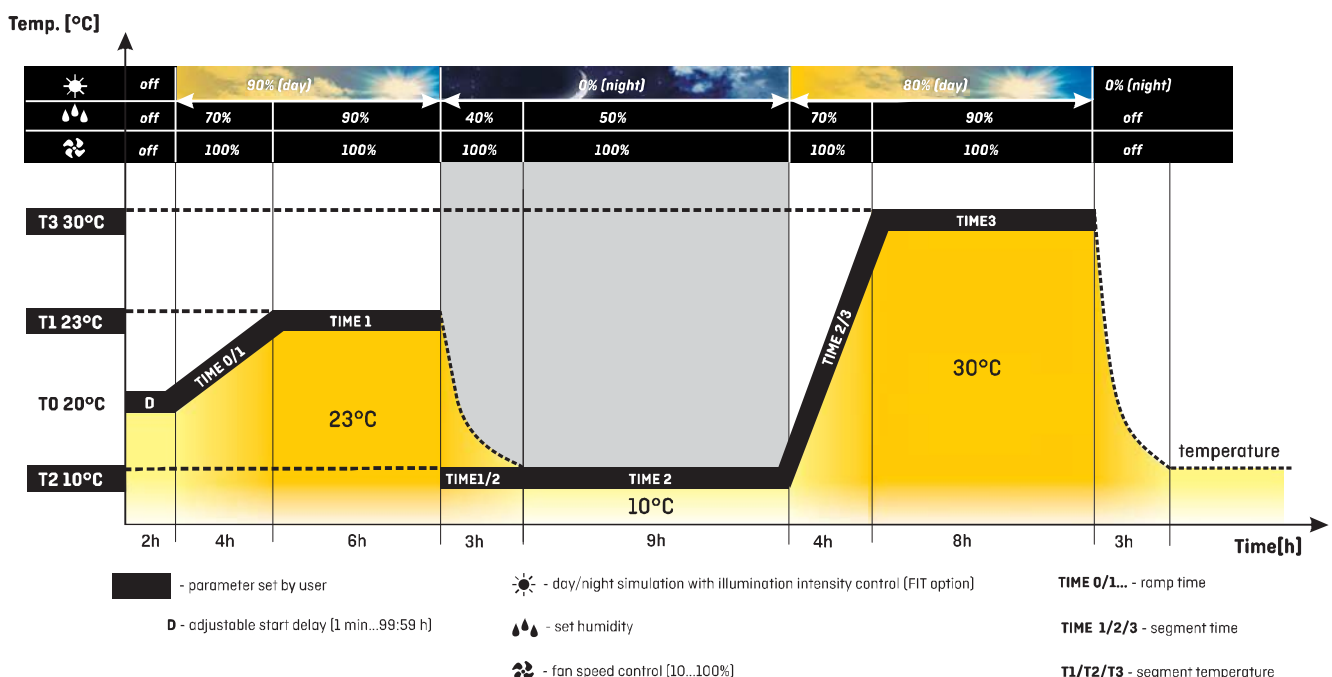 Temp. [°C]
off 90% (day) 0% (night) 80% (day) 0% (night)
off 70% 90% 40% 50% 70% 90% off
off 100% 100% 100% 100% 100% 100% off
T3 30°C
TIME3
T1 23°C
TIME 1
TIME 0/1
TIME 2/3
30°C
T0 20°C
D
23°C
temperature
T2 10°C
TIME1/2
TIME 2
10°C
2h 4h 6h 3h 9h 4h 8h 3h
Time[h]
- parameter set by user
- day/night simulation with illumination intensity control (FIT option)
TIME 0/1... - ramp time
D - adjustable start delay (1 min...99:59 h)
- set humidity
TIME 1/2/3 - segment time
- fan speed control (10...100%)
T1/T2/T3 - segment temperature